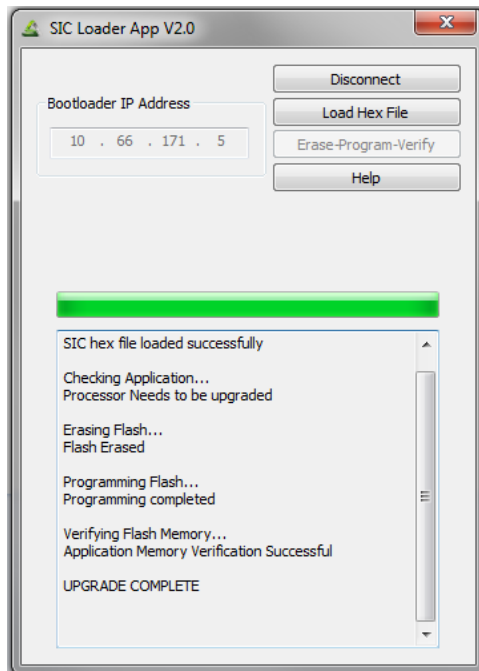 SIC Loader App V2.0
Disconnect
Bootloader IP Address
Load Hex File
10 . 66 . 171 . 5
Erase-Program-Verify
Help
SIC hex file loaded successfully
Checking Application...
Processor Needs to be upgraded
Erasing Flash...
Flash Erased
Programming Flash...
Programming completed
Verifying Flash Memory...
Application Memory Verification Successful
UPGRADE COMPLETE